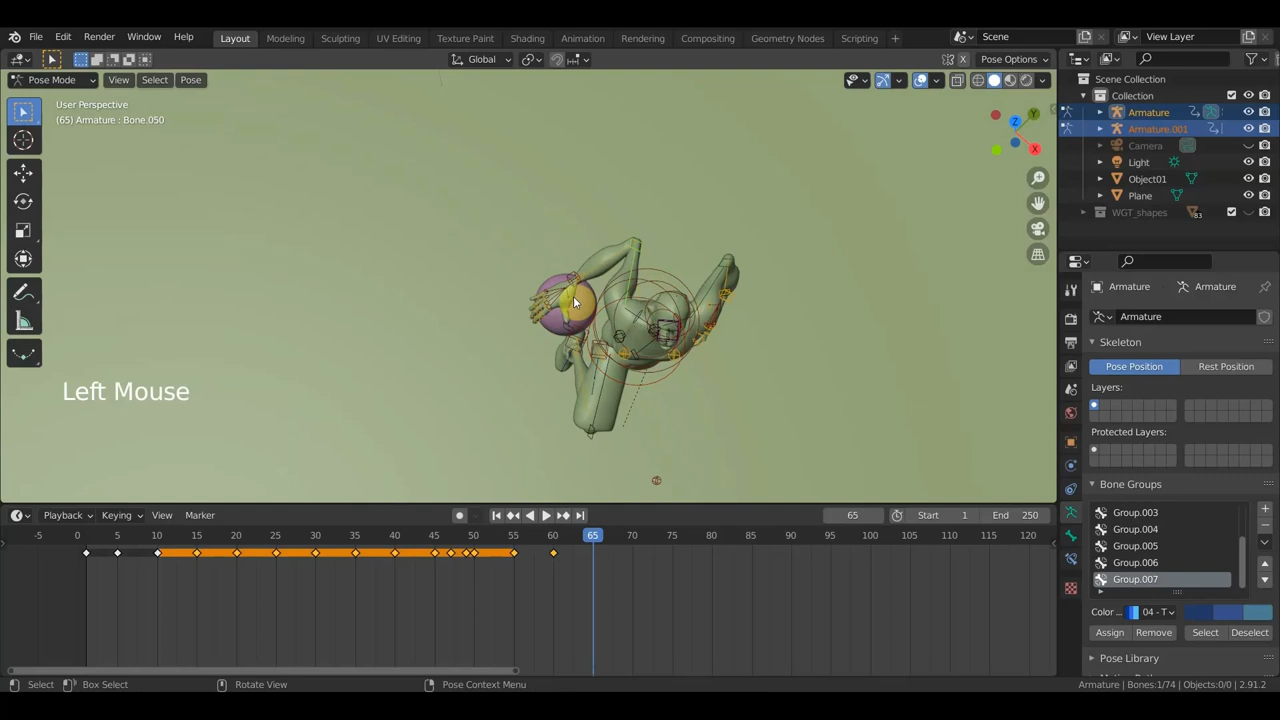 File Edit Render Window Help Layout Modeling Sculpting UV Editing Texture Paint Shading Animation Rendering Compositing Geometry Nodes Scripting + Scene View Layer
Global X Pose Options
Pose Mode View Select Pose
User Perspective
(65) Armature : Bone.050
Z Y X
Left Mouse
Scene Collection
Collection
Armature
Armature.001
Camera
Light
Object01
Plane
WGT_shapes 83
Armature Armature
Armature
Skeleton
Pose Position Rest Position
Layers:
Protected Layers:
Bone Groups
Group.003
Group.004
Group.005
Group.006
Group.007
Color ... 04 - T
Assign Remove Select Deselect
Pose Library
Playback Keying View Marker 65 Start 1 End 250
-5 0 5 10 15 20 25 30 35 40 45 50 55 60 65 70 75 80 85 90 95 100 105 110 115 120
Select Box Select Rotate View Pose Context Menu Armature | Bones:1/74 | Objects:0/0 | 2.91.2